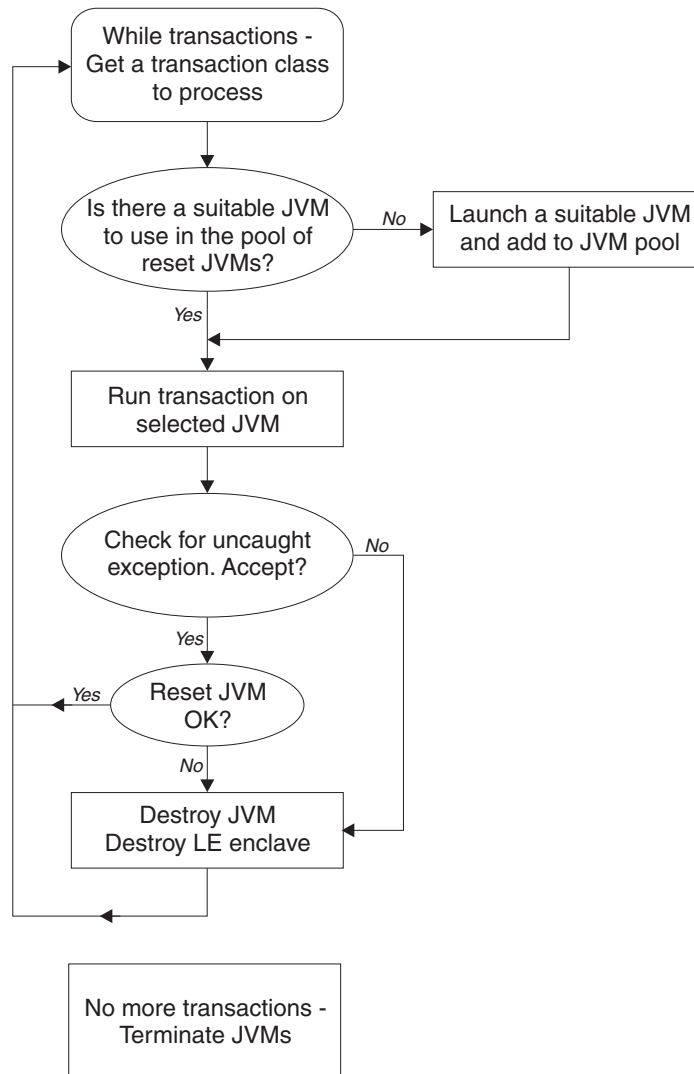 While transactions -
Get a transaction class
to process
Is there a suitable JVM
to use in the pool of
reset JVMs?
No
Launch a suitable JVM
and add to JVM pool
Yes
Run transaction on
selected JVM
Check for uncaught
exception. Accept?
No
Yes
Reset JVM
OK?
Yes
No
Destroy JVM
Destroy LE enclave
No more transactions -
Terminate JVMs